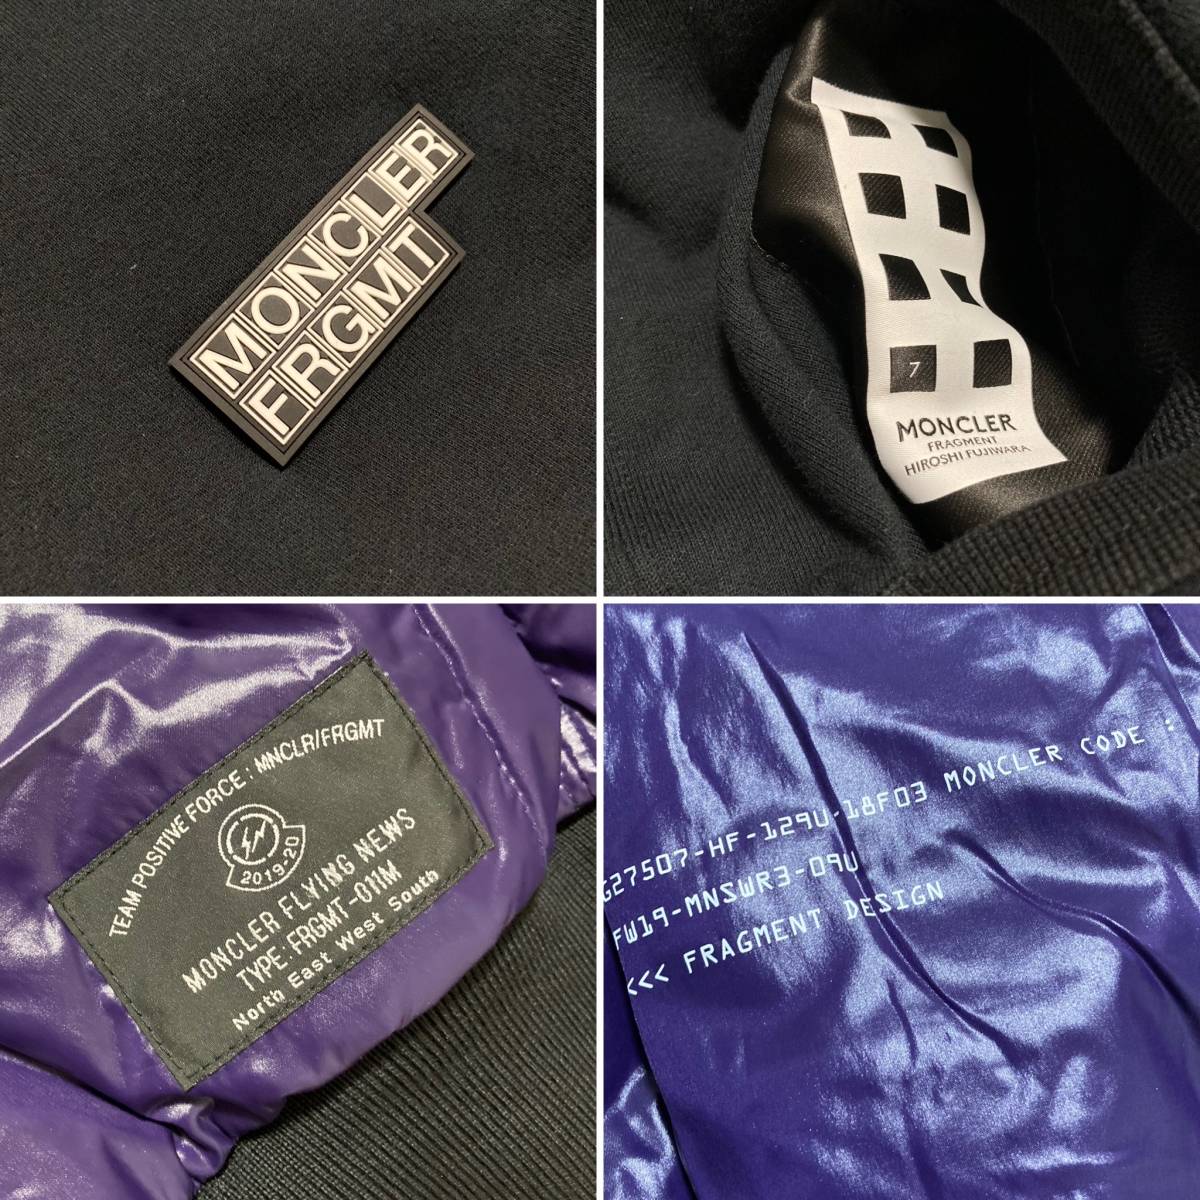 MONCLER
FRGMT
7
MONCLER
FRAGMENT
HIROSHI FUJIWARA
TEAM POSITIVE FORCE : MNCLR/FRGMT
2019-20
MONCLER FLYING NEWS
TYPE: FRGMT-011M
North East West South
G27507-HF-129U-18F03 MONCLER CODE :
FW19-MNSWR3-09U
<<< FRAGMENT DESIGN